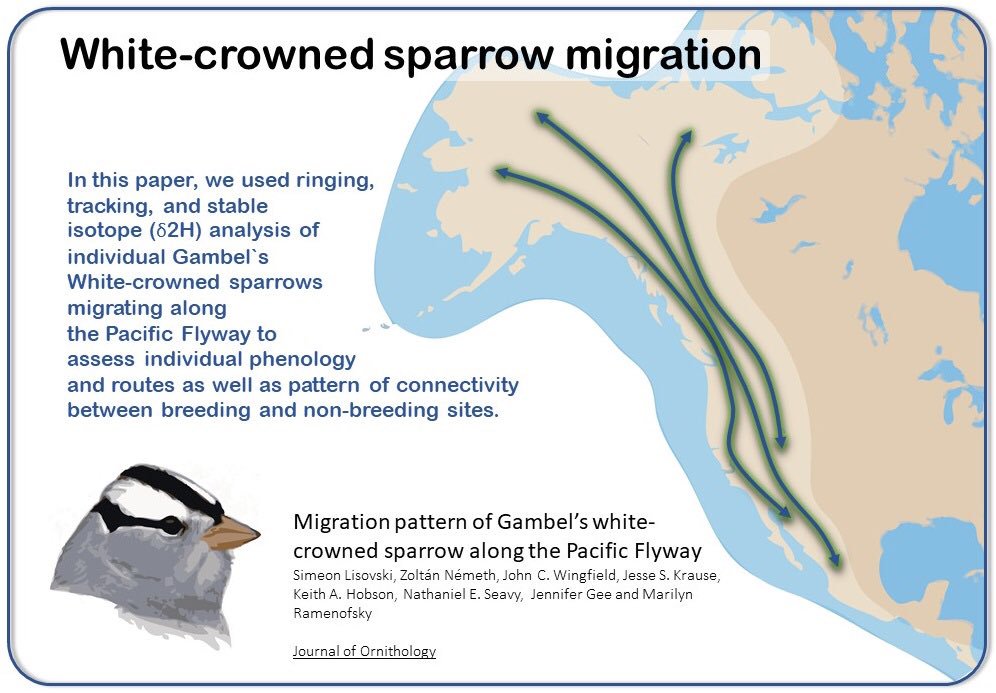 White-crowned sparrow migration
In this paper, we used ringing,
tracking, and stable
isotope (δ2H) analysis of
individual Gambel`s
White-crowned sparrows
migrating along
the Pacific Flyway to
assess individual phenology
and routes as well as pattern of connectivity
between breeding and non-breeding sites.
Migration pattern of Gambel’s white-
crowned sparrow along the Pacific Flyway
Simeon Lisovski, Zoltán Németh, John C. Wingfield, Jesse S. Krause,
Keith A. Hobson, Nathaniel E. Seavy, Jennifer Gee and Marilyn
Ramenofsky
Journal of Ornithology